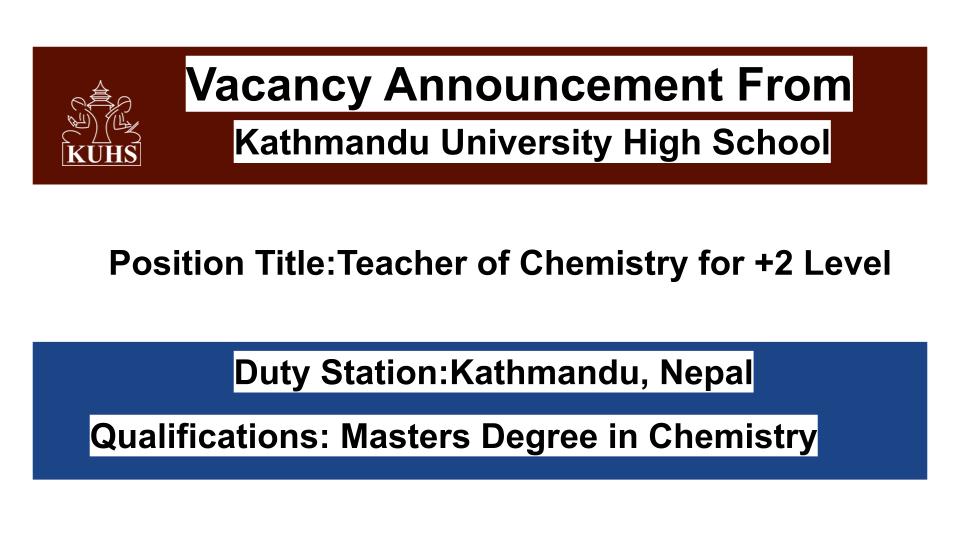 Vacancy Announcement From
Kathmandu University High School
KUHS
Position Title:Teacher of Chemistry for +2 Level
Duty Station:Kathmandu, Nepal
Qualifications: Masters Degree in Chemistry